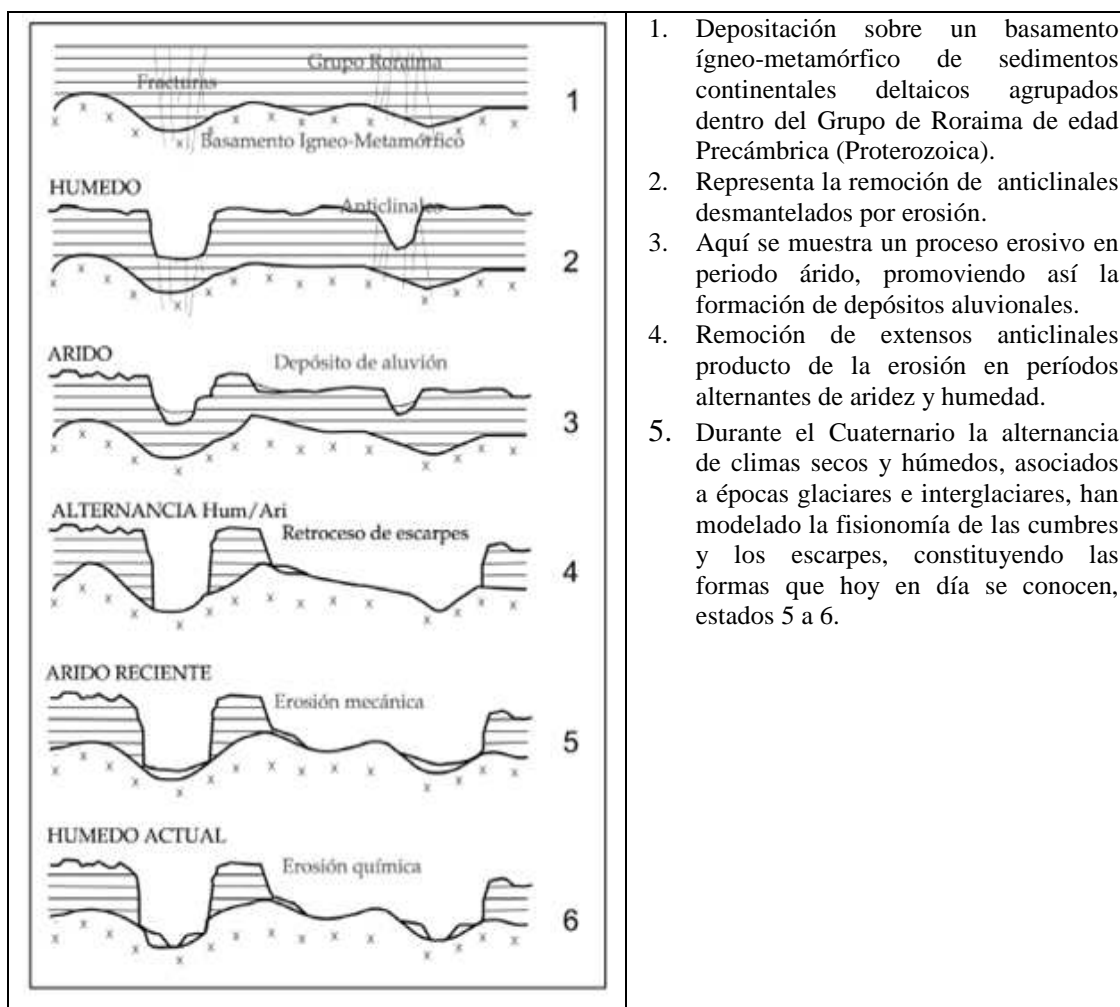 Grupo Roraima
Fracturas
1
Basamento Igneo-Metamórfico
HUMEDO
Anticlinales
2
ARIDO
Depósito de aluvión
3
ALTERNANCIA Hum/Ari
Retroceso de escarpes
4
ARIDO RECIENTE
Erosión mecánica
5
HUMEDO ACTUAL
Erosión química
6
1. Depositación sobre un basamento
ígneo-metamórfico de sedimentos
continentales deltaicos agrupados
dentro del Grupo de Roraima de edad
Precámbrica (Proterozoica).
2. Representa la remoción de anticlinales
desmantelados por erosión.
3. Aquí se muestra un proceso erosivo en
periodo árido, promoviendo así la
formación de depósitos aluvionales.
4. Remoción de extensos anticlinales
producto de la erosión en períodos
alternantes de aridez y humedad.
5. Durante el Cuaternario la alternancia
de climas secos y húmedos, asociados
a épocas glaciares e interglaciares, han
modelado la fisionomía de las cumbres
y los escarpes, constituyendo las
formas que hoy en día se conocen,
estados 5 a 6.